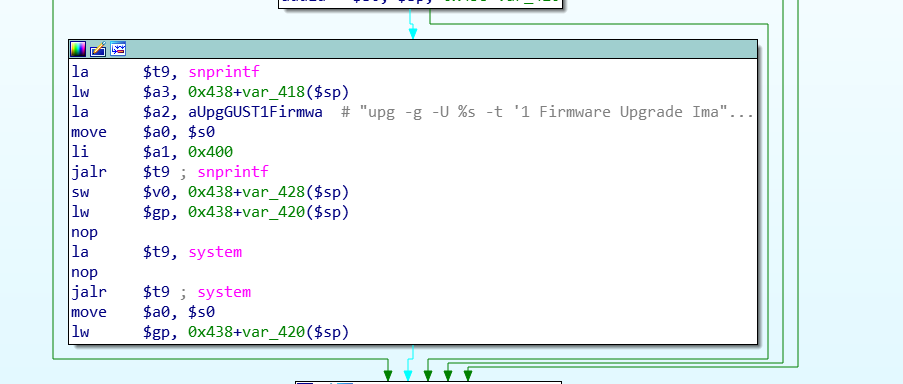 la $t9, snprintf
lw $a3, 0x438+var_418($sp)
la $a2, aUpgGUST1Firmwa # "upg -g -U %s -t '1 Firmware Upgrade Ima"...
move $a0, $s0
li $a1, 0x400
jalr $t9 ; snprintf
sw $v0, 0x438+var_428($sp)
lw $gp, 0x438+var_420($sp)
nop
la $t9, system
nop
jalr $t9 ; system
move $a0, $s0
lw $gp, 0x438+var_420($sp)